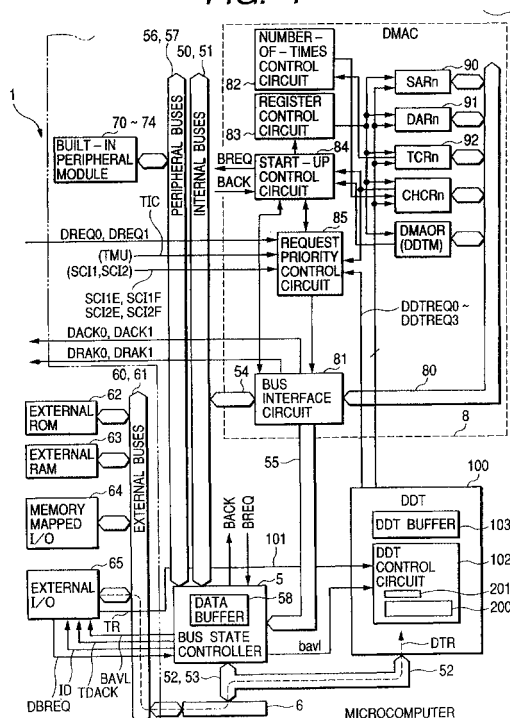 FIG. 4
56, 57
50, 51
DMAC
NUMBER-
OF-TIMES
CONTROL
CIRCUIT
82
REGISTER
CONTROL
CIRCUIT
83
84
START-UP
CONTROL
CIRCUIT
BREQ
BACK
85
REQUEST
PRIORITY
CONTROL
CIRCUIT
90
SARn
91
DARn
92
TCRn
CHCRn
DMAOR
(DDTM)
1
70~74
BUILT-IN
PERIPHERAL
MODULE
PERIPHERAL BUSES
INTERNAL BUSES
TIC
DREQ0, DREQ1
(TMU)
(SCI1,SCI2)
SCI1E, SCI1F
SCI2E, SCI2F
DDTREQ0~
DDTREQ3
DACK0, DACK1
DRAK0, DRAK1
60, 61
54
81
BUS
INTERFACE
CIRCUIT
80
8
62
EXTERNAL
ROM
63
EXTERNAL
RAM
64
MEMORY
MAPPED
I/O
65
EXTERNAL
I/O
EXTERNAL BUSES
55
BACK
BREQ
101
100
DDT
DDT BUFFER
103
DDT
CONTROL
CIRCUIT
102
201
200
5
DATA
BUFFER
58
BUS STATE
CONTROLLER
TR
bavl
DTR
ID
BAVL
TDACK
DBREQ
52, 53
52
6
MICROCOMPUTER